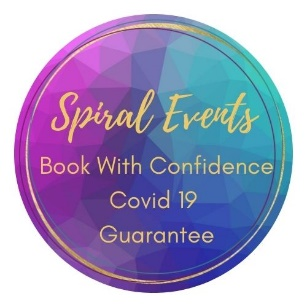 Spiral Events
Book With Confidence
Covid 19
Guarantee